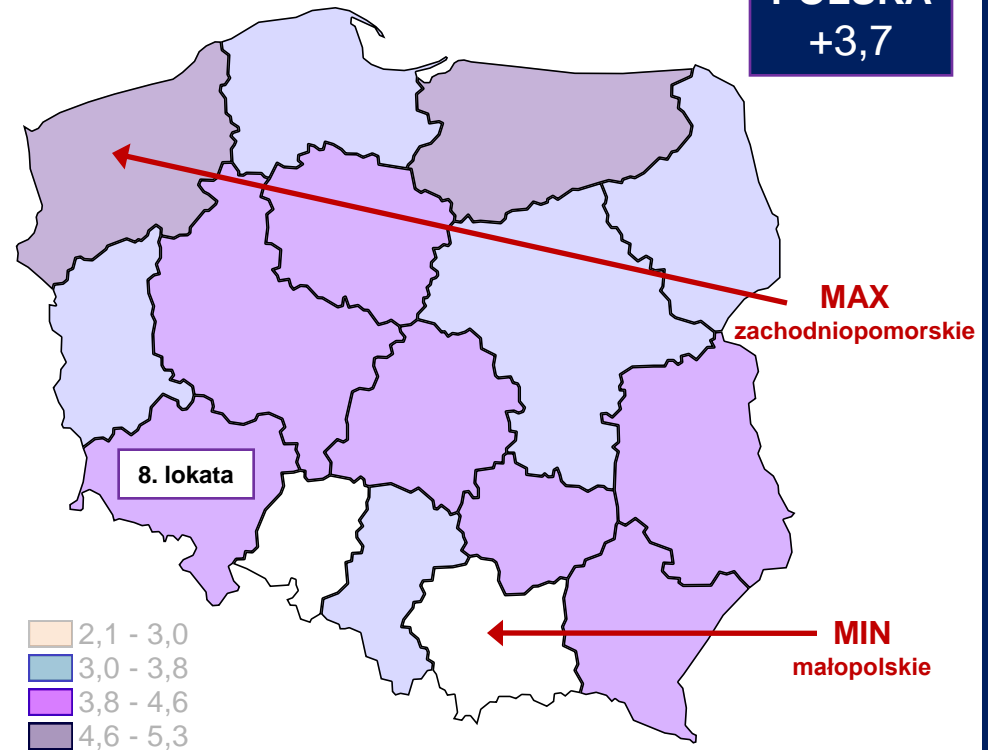 POLSKA
+3,7
MAX
zachodniopomorskie
8. lokata
MIN
małopolskie
2,1 - 3,0
3,0 - 3,8
3,8 - 4,6
4,6 - 5,3